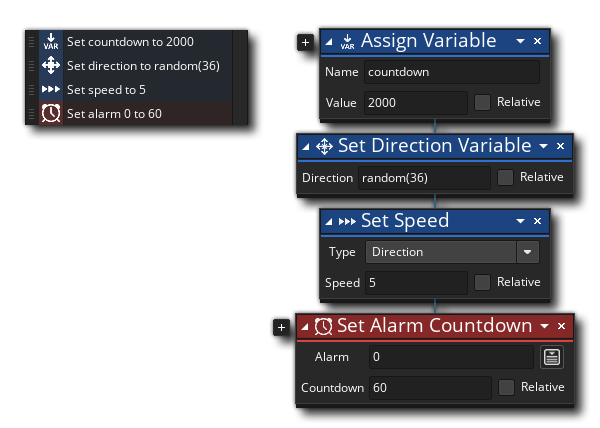 VAR Set countdown to 2000
Set direction to random(36)
Set speed to 5
Set alarm 0 to 60
VAR Assign Variable
Name countdown
Value 2000 Relative
Set Direction Variable
Direction random(36) Relative
Set Speed
Type Direction
Speed 5 Relative
Set Alarm Countdown
Alarm 0
Countdown 60 Relative